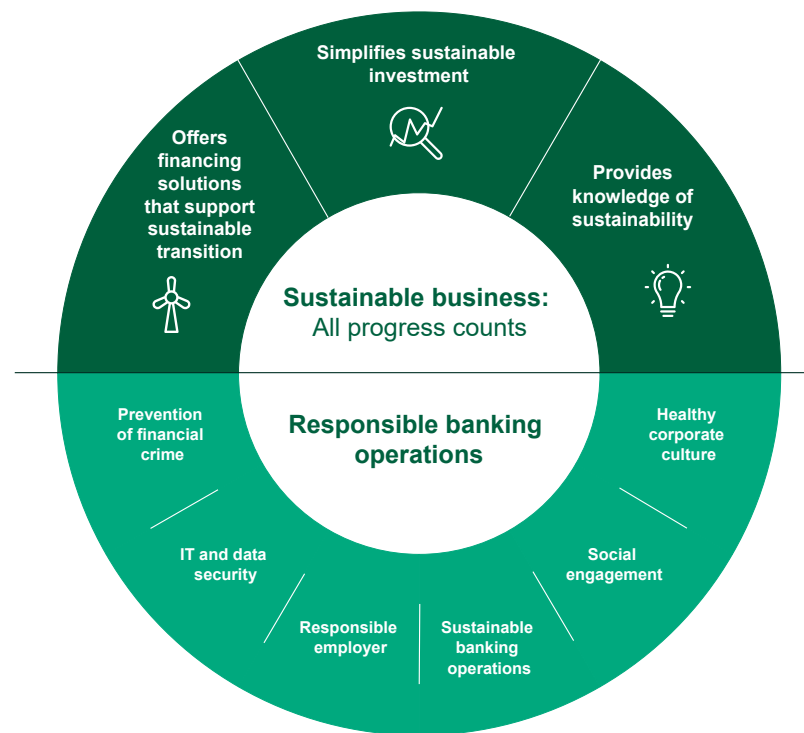 Simplifies sustainable
investment
Offers
financing
solutions
that support
sustainable
transition
Provides
knowledge of
sustainability
Sustainable business:
All progress counts
Responsible banking
operations
Prevention
of financial
crime
IT and data
security
Responsible
employer
Sustainable
banking
operations
Social
engagement
Healthy
corporate
culture